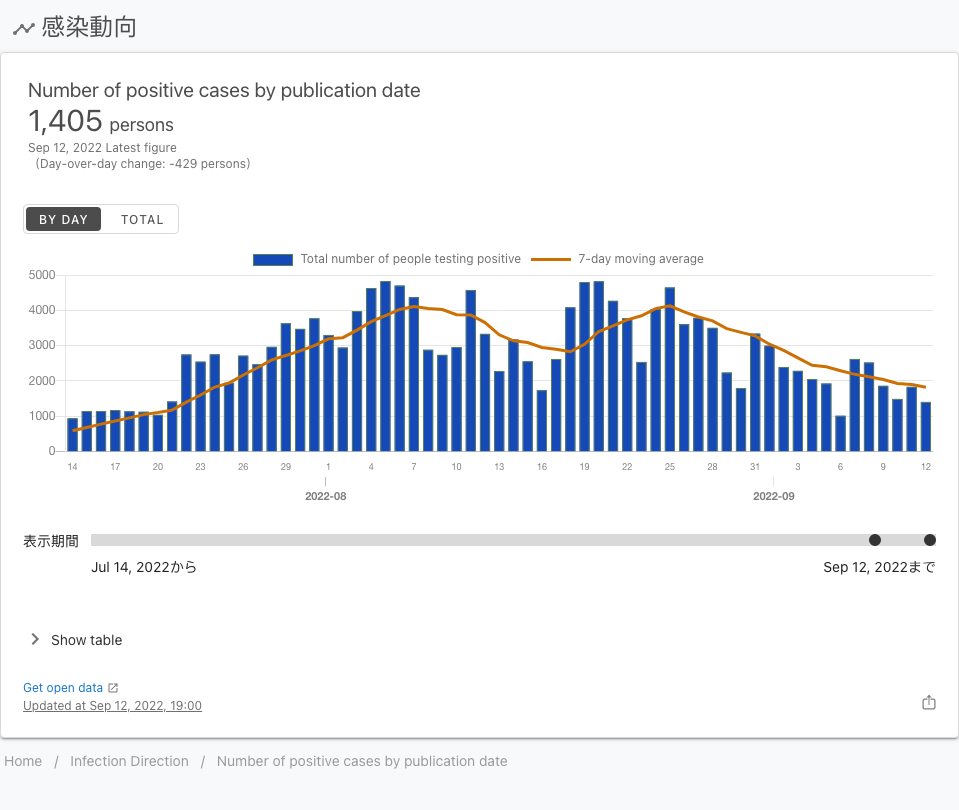 感染動向
Number of positive cases by publication date
1,405 persons
Sep 12, 2022 Latest figure
(Day-over-day change: -429 persons)
BY DAY TOTAL
Total number of people testing positive 7-day moving average
5000
4000
3000
2000
1000
0
14 17 20 23 26 29 1 4 7 10 13 16 19 22 25 28 31 3 6 9 12
2022-08 2022-09
表示期間
Jul 14, 2022から Sep 12, 2022まで
Show table
Get open data
Updated at Sep 12, 2022, 19:00
Home / Infection Direction / Number of positive cases by publication date